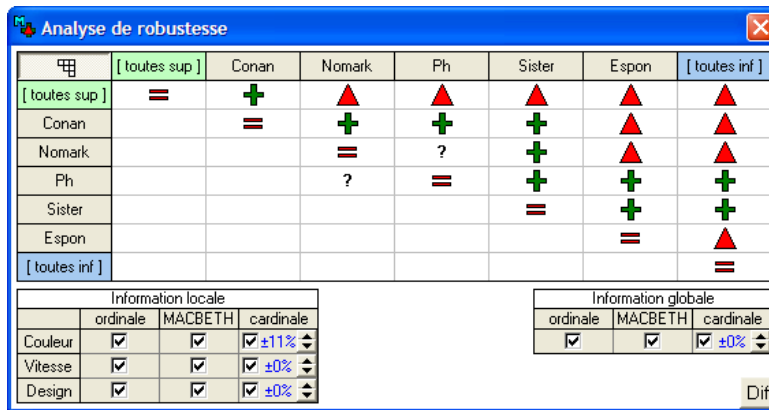 Analyse de robustesse
[ toutes sup ] Conan Nomark Ph Sister Espon [ toutes inf ]
[ toutes sup ] =
Conan =
Nomark = ?
Ph ? =
Sister =
Espon =
[ toutes inf ] =
Information locale
ordinale MACBETH cardinale
Couleur ±11%
Vitesse ±0%
Design ±0%
Information globale
ordinale MACBETH cardinale
±0%
Dif